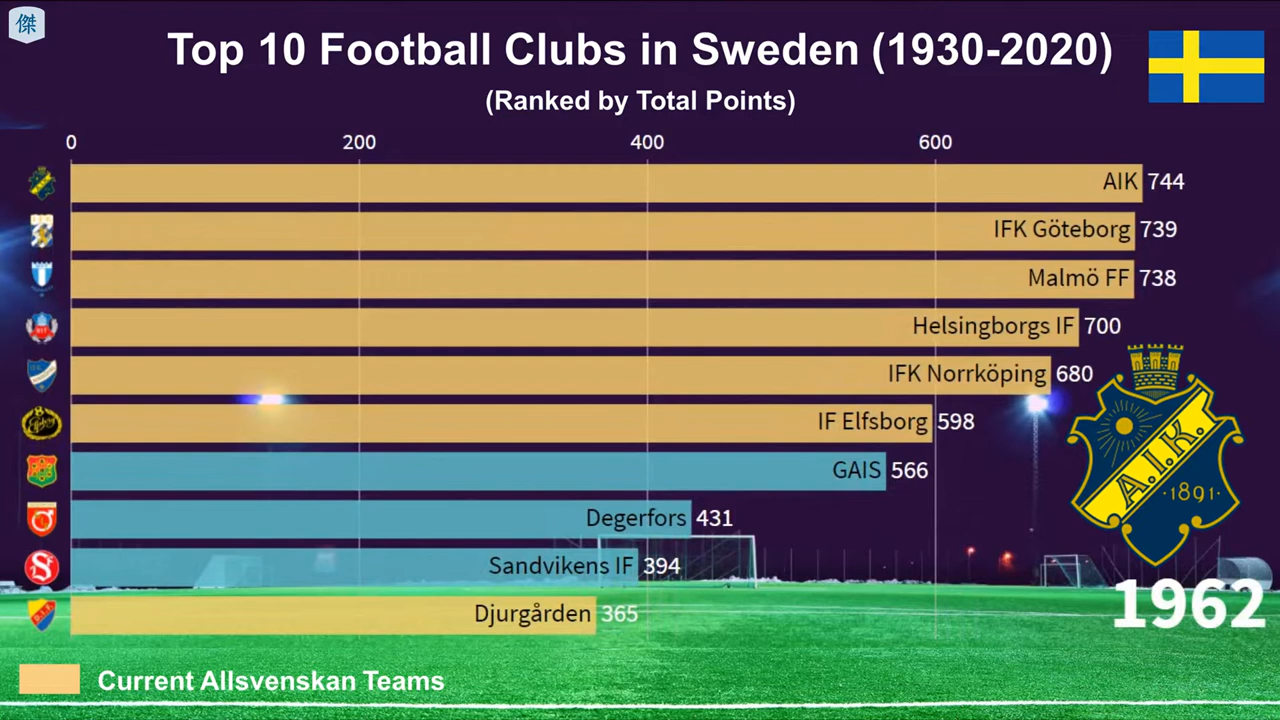 傑
Top 10 Football Clubs in Sweden (1930-2020)
(Ranked by Total Points)
0 200 400 600
AIK 744
IFK Göteborg 739
Malmö FF 738
Helsingborgs IF 700
IFK Norrköping 680
IF Elfsborg 598
GAIS 566
Degerfors 431
Sandvikens IF 394
Djurgården 365
A.I.K.
·1891·
1962
Current Allsvenskan Teams